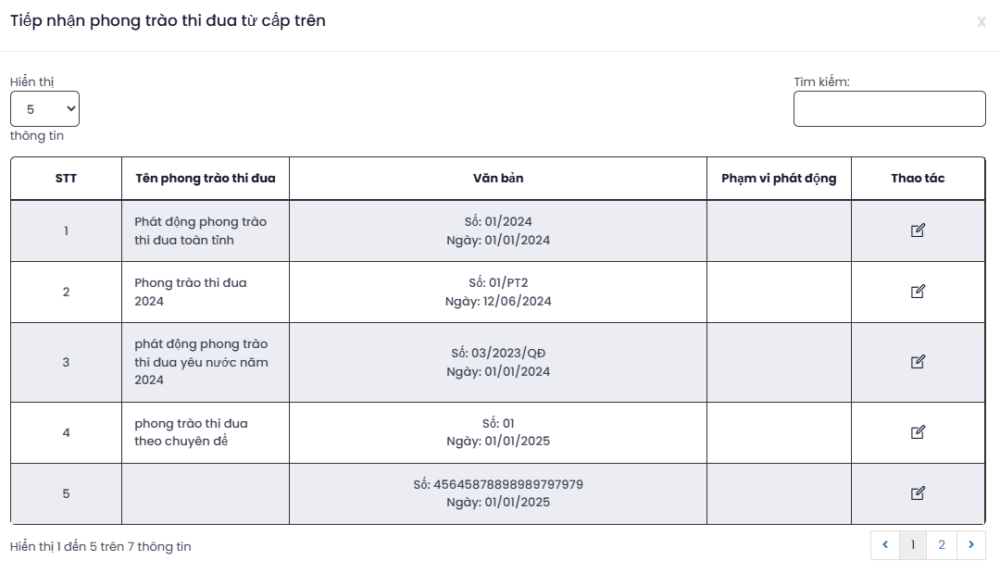 Tiếp nhận phong trào thi đua từ cấp trên
x
Hiển thị
5
thông tin
Tìm kiếm:
STT
Tên phong trào thi đua
Văn bản
Phạm vi phát động
Thao tác
1
Phát động phong trào
thi đua toàn tỉnh
Số: 01/2024
Ngày: 01/01/2024
2
Phong trào thi đua
2024
Số: 01/PT2
Ngày: 12/06/2024
3
phát động phong trào
thi đua yêu nước năm
2024
Số: 03/2023/QĐ
Ngày: 01/01/2024
4
phong trào thi đua
theo chuyên đề
Số: 01
Ngày: 01/01/2025
5
Số: 45645878898989797979
Ngày: 01/01/2025
Hiển thị 1 đến 5 trên 7 thông tin
1
2